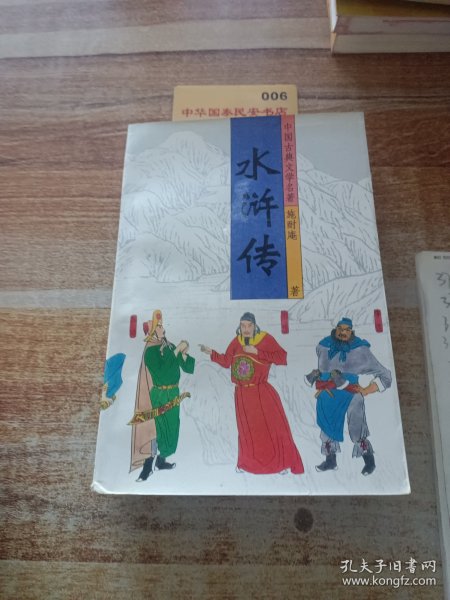 006
中华国泰民安书店
中国古典文学名著
施耐庵 著
水浒传
孔夫子旧书网
www.kongfz.com